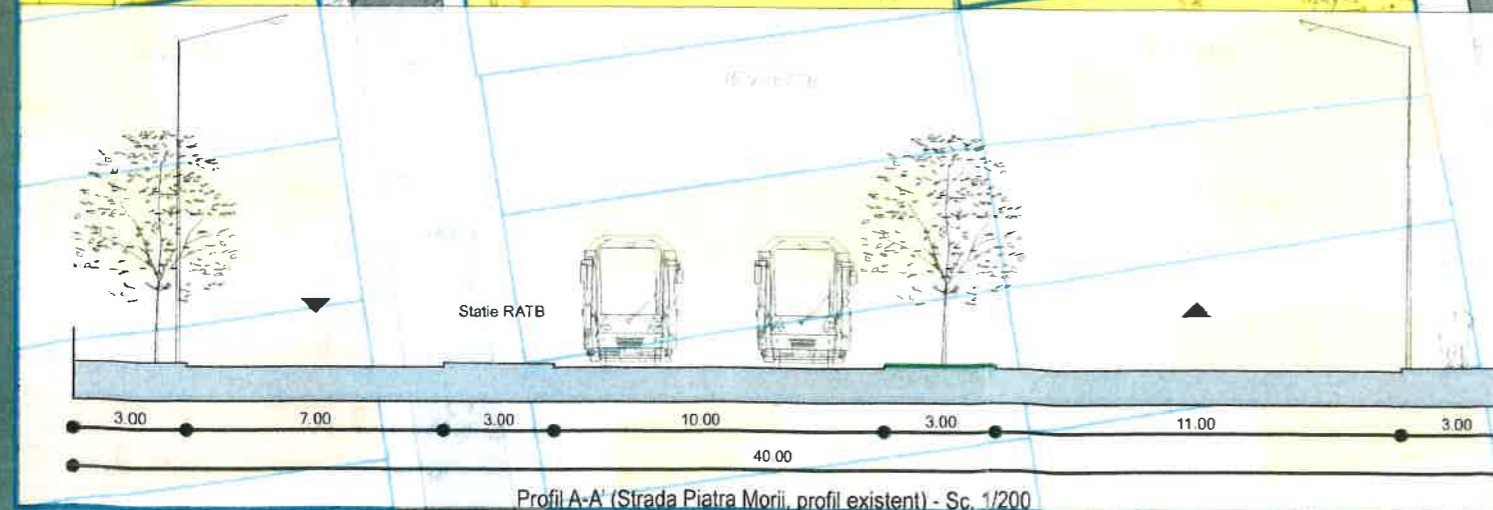 Statie RATB
3.00 7.00 3.00 10.00 3.00 11.00 3.00
40.00
Profil A-A' (Strada Piatra Morii, profil existent) - Sc. 1/200